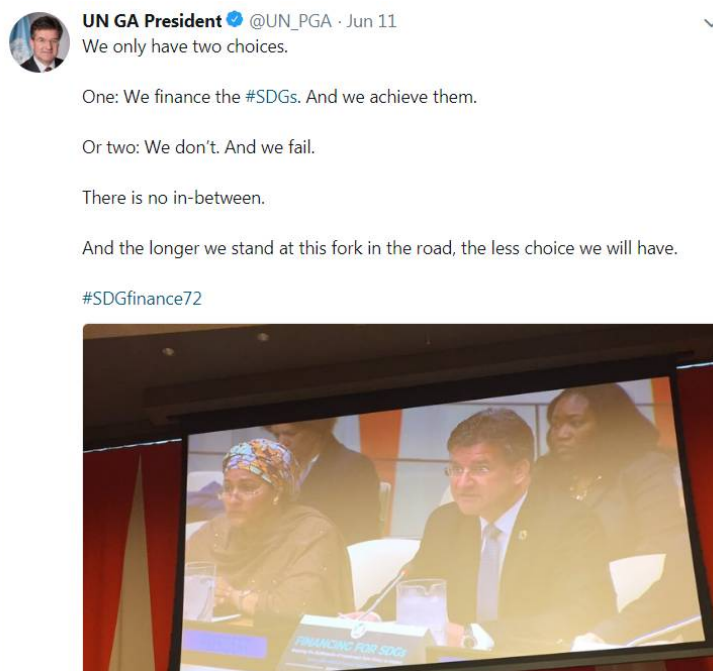 UN GA President @UN_PGA · Jun 11
We only have two choices.
One: We finance the #SDGs. And we achieve them.
Or two: We don't. And we fail.
There is no in-between.
And the longer we stand at this fork in the road, the less choice we will have.
#SDGfinance72
FINANCING FOR SDGs